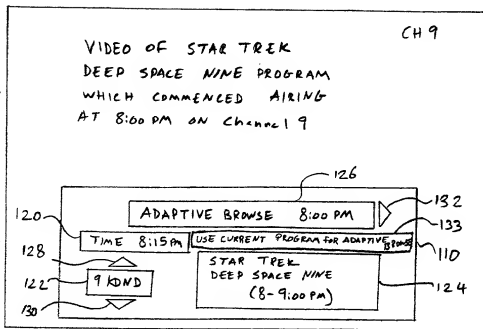 CH 9
VIDEO OF STAR TREK
DEEP SPACE NINE PROGRAM
WHICH COMMENCED AIRING
AT 8:00 PM ON Channel 9
126
ADAPTIVE BROWSE 8:00 PM
132
133
120
TIME 8:15 PM
USE CURRENT PROGRAM FOR ADAPTIVE BROWSE
110
128
STAR TREK
DEEP SPACE NINE
(8-9:00 PM)
122
9 KDND
124
130